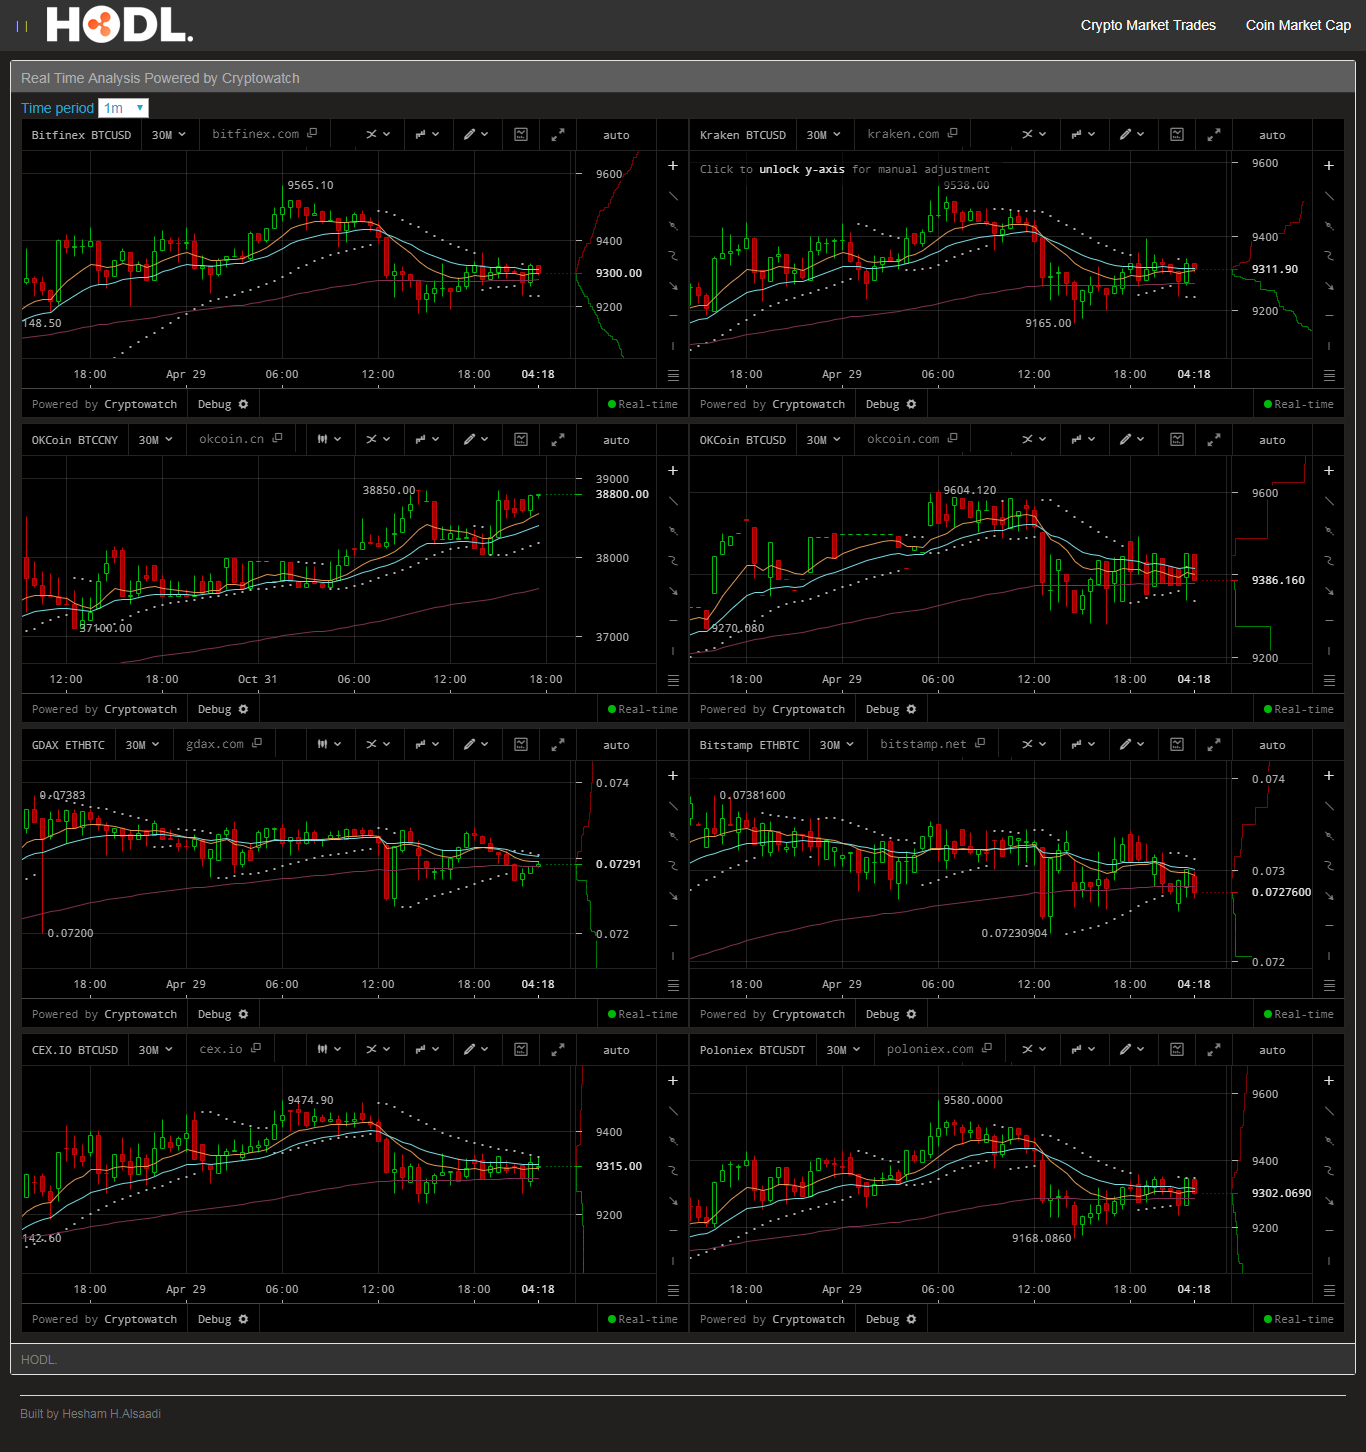 HODL.
Crypto Market Trades Coin Market Cap
Real Time Analysis Powered by Cryptowatch
Time period 1m
Bitfinex BTCUSD 30M bitfinex.com auto
9600
9565.10
9400
9300.00
9200
148.50
18:00 Apr 29 06:00 12:00 18:00 04:18
Powered by Cryptowatch Debug Real-time
Kraken BTCUSD 30M kraken.com auto
Click to unlock y-axis for manual adjustment
9600
9538.00
9400
9311.90
9200
9165.00
18:00 Apr 29 06:00 12:00 18:00 04:18
Powered by Cryptowatch Debug Real-time
OKCoin BTCCNY 30M okcoin.cn auto
39000
38850.00
38800.00
38000
37100.00
37000
12:00 18:00 Oct 31 06:00 12:00 18:00
Powered by Cryptowatch Debug Real-time
OKCoin BTCUSD 30M okcoin.com auto
9604.120
9600
9386.160
9270.080
9200
18:00 Apr 29 06:00 12:00 18:00 04:18
Powered by Cryptowatch Debug Real-time
GDAX ETHBTC 30M gdax.com auto
0.074
0.07383
0.07291
0.07200
0.072
18:00 Apr 29 06:00 12:00 18:00 04:18
Powered by Cryptowatch Debug Real-time
Bitstamp ETHBTC 30M bitstamp.net auto
0.074
0.07381600
0.073
0.0727600
0.07230904
0.072
18:00 Apr 29 06:00 12:00 18:00 04:18
Powered by Cryptowatch Debug Real-time
CEX.IO BTCUSD 30M cex.io auto
9474.90
9400
9315.00
9200
142.60
18:00 Apr 29 06:00 12:00 18:00 04:18
Powered by Cryptowatch Debug Real-time
Poloniex BTCUSDT 30M poloniex.com auto
9600
9580.0000
9400
9302.0690
9200
9168.0860
18:00 Apr 29 06:00 12:00 18:00 04:18
Powered by Cryptowatch Debug Real-time
HODL.
Built by Hesham H.Alsaadi